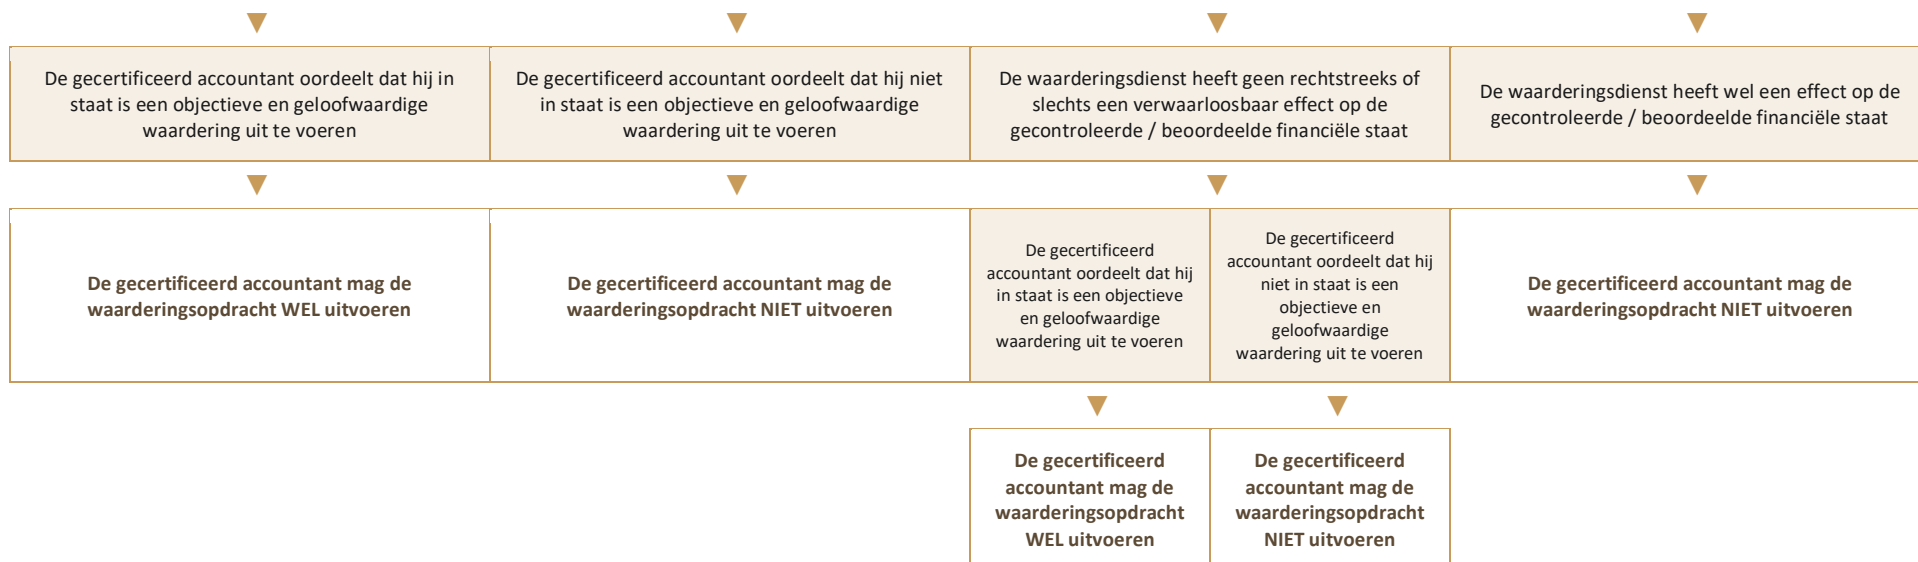 De gecertificeerd accountant oordeelt dat hij in
staat is een objectieve en geloofwaardige
waardering uit te voeren
De gecertificeerd accountant oordeelt dat hij niet
in staat is een objectieve en geloofwaardige
waardering uit te voeren
De waarderingsdienst heeft geen rechtstreeks of
slechts een verwaarloosbaar effect op de
gecontroleerde / beoordeelde financiële staat
De waarderingsdienst heeft wel een effect op de
gecontroleerde / beoordeelde financiële staat
De gecertificeerd accountant mag de
waarderingsopdracht WEL uitvoeren
De gecertificeerd accountant mag de
waarderingsopdracht NIET uitvoeren
De gecertificeerd
accountant oordeelt dat hij
in staat is een objectieve
en geloofwaardige
waardering uit te voeren
De gecertificeerd
accountant oordeelt dat hij
niet in staat is een
objectieve en
geloofwaardige
waardering uit te voeren
De gecertificeerd accountant mag de
waarderingsopdracht NIET uitvoeren
De gecertificeerd
accountant mag de
waarderingsopdracht
WEL uitvoeren
De gecertificeerd
accountant mag de
waarderingsopdracht
NIET uitvoeren